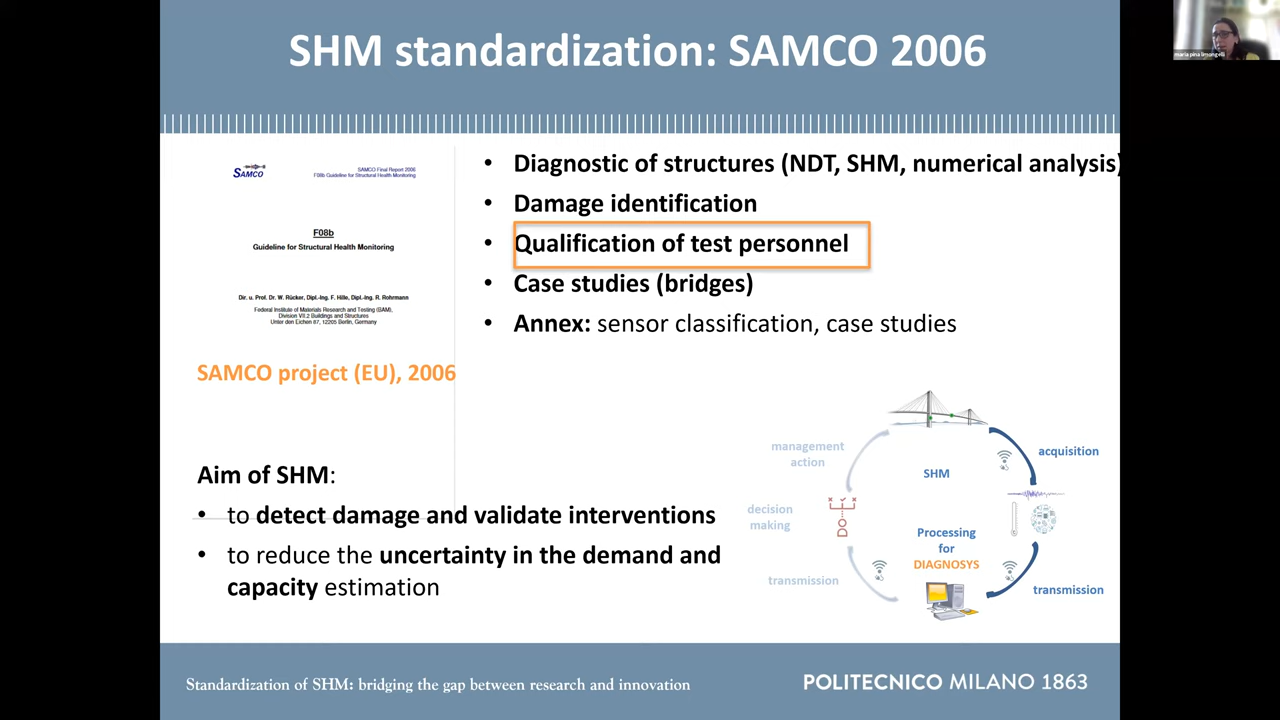 SHM standardization: SAMCO 2006
maria pina limongelli
SAMCO
SAMCO Final Report 2006
F08b Guideline for Structural Health Monitoring
F08b
Guideline for Structural Health Monitoring
Dir. u. Prof. Dr. W. Rücker, Dipl.-Ing. F. Hille, Dipl.-Ing. R. Rohrmann
Federal Institute of Materials Research and Testing (BAM),
Division VII.2 Buildings and Structures
Unter den Eichen 87, 12205 Berlin, Germany
SAMCO project (EU), 2006
• Diagnostic of structures (NDT, SHM, numerical analysis)
• Damage identification
• Qualification of test personnel
• Case studies (bridges)
• Annex: sensor classification, case studies
Aim of SHM:
• to detect damage and validate interventions
• to reduce the uncertainty in the demand and
capacity estimation
SHM
acquisition
transmission
Processing
for
DIAGNOSYS
transmission
decision
making
DO
management
action
Standardization of SHM: bridging the gap between research and innovation
POLITECNICO MILANO 1863